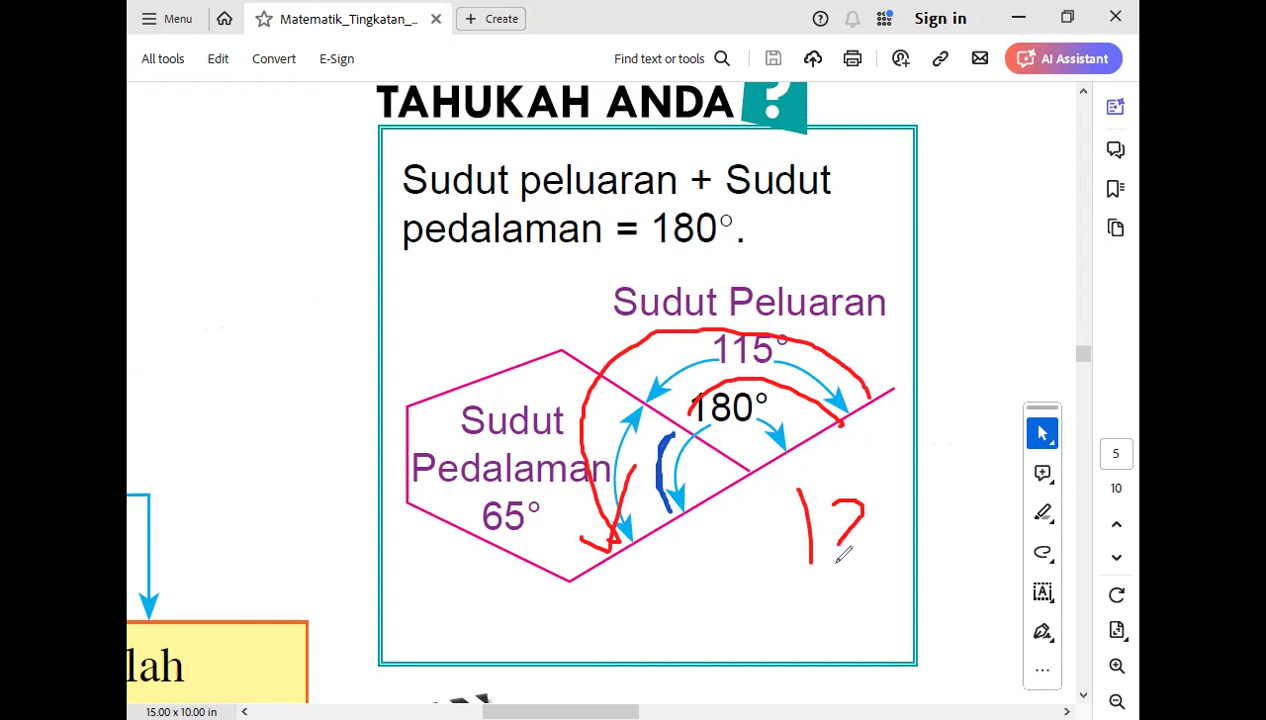 Menu
Matematik_Tingkatan_...
Create
Sign in
All tools
Edit
Convert
E-Sign
Find text or tools
AI Assistant
TAHUKAH ANDA ?
Sudut peluaran + Sudut
pedalaman = 180°.
Sudut Peluaran
115°
180°
Sudut
Pedalaman
65°
5
10
lah
15.00 x 10.00 in